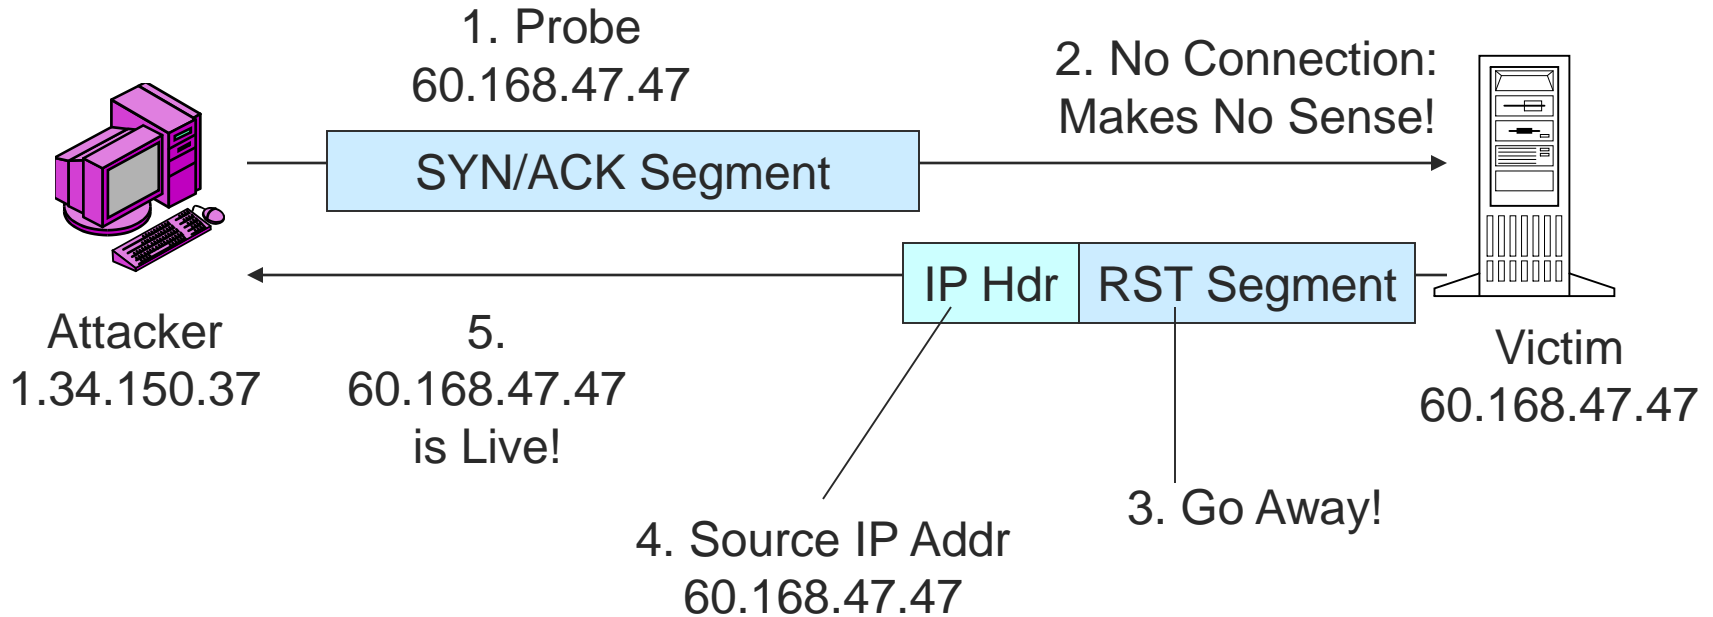 1. Probe
60.168.47.47
2. No Connection:
Makes No Sense!
SYN/ACK Segment
IP Hdr
RST Segment
Attacker
1.34.150.37
5.
60.168.47.47
is Live!
Victim
60.168.47.47
3. Go Away!
4. Source IP Addr
60.168.47.47